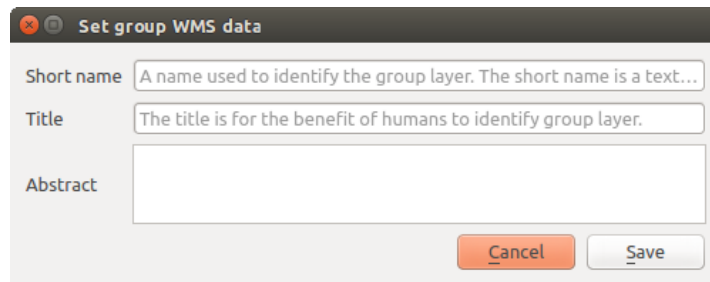 Set group WMS data
Short name A name used to identify the group layer. The short name is a text...
Title The title is for the benefit of humans to identify group layer.
Abstract
Cancel Save